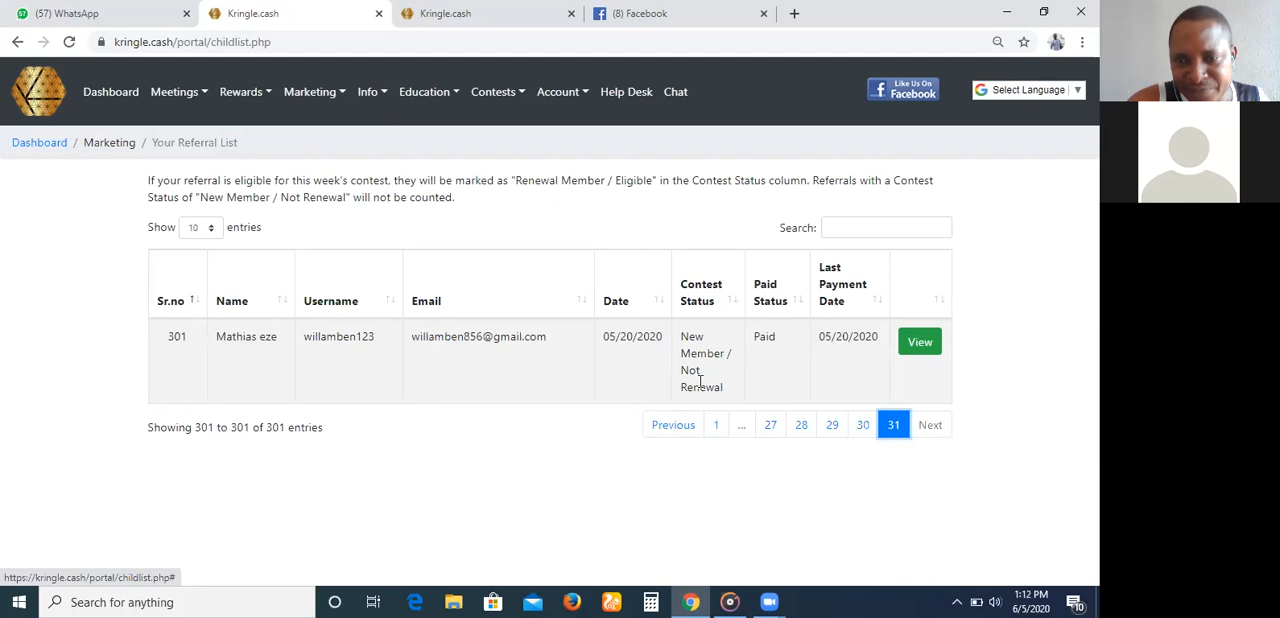 (57) WhatsApp
Kringle.cash
Kringle.cash
(8) Facebook
kringle.cash/portal/childlist.php
Dashboard Meetings Rewards Marketing Info Education Contests Account Help Desk Chat
Like Us On
Facebook
Select Language
Dashboard / Marketing / Your Referral List
If your referral is eligible for this week's contest, they will be marked as "Renewal Member / Eligible" in the Contest Status column. Referrals with a Contest
Status of "New Member / Not Renewal" will not be counted.
Show 10 entries
Search:
Sr.no Name Username Email Date Contest Status Paid Status Last Payment Date
301 Mathias eze willamben123 willamben856@gmail.com 05/20/2020 New Member / Not Renewal Paid 05/20/2020 View
Showing 301 to 301 of 301 entries
Previous 1 ... 27 28 29 30 31 Next
https://kringle.cash/portal/childlist.php#
Search for anything
1:12 PM
6/5/2020
10